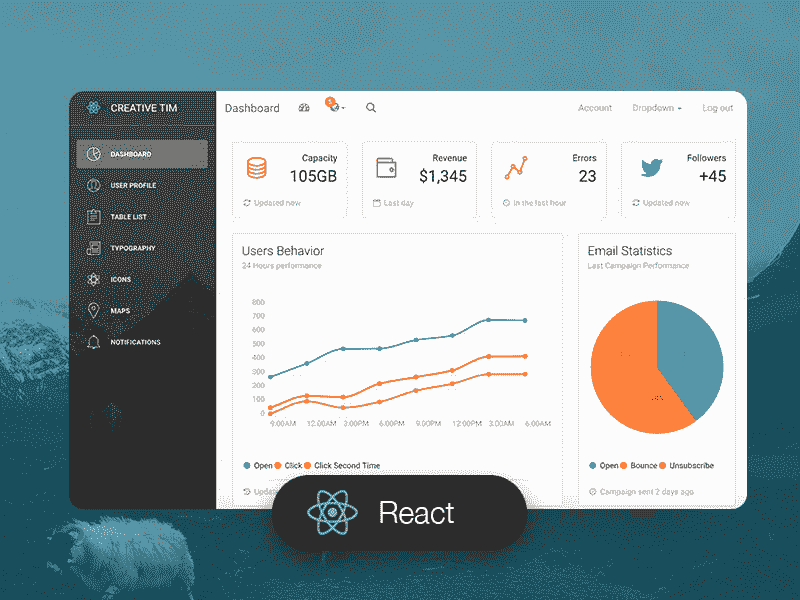 CREATIVE TIM
DASHBOARD
USER PROFILE
TABLE LIST
TYPOGRAPHY
ICONS
MAPS
NOTIFICATIONS
Dashboard
5
Account
Dropdown
Log out
Capacity
105GB
Updated now
Revenue
$1,345
Last day
Errors
23
In the last hour
Followers
+45
Updated now
Users Behavior
24 Hours performance
800
700
600
500
400
300
200
100
0
9:00AM 12:00AM 3:00PM 6:00PM 9:00PM 12:00PM 3:00AM 6:00AM
Open Click Click Second Time
Email Statistics
Last Campaign Performance
Open Bounce Unsubscribe
Campaign sent 2 days ago
React